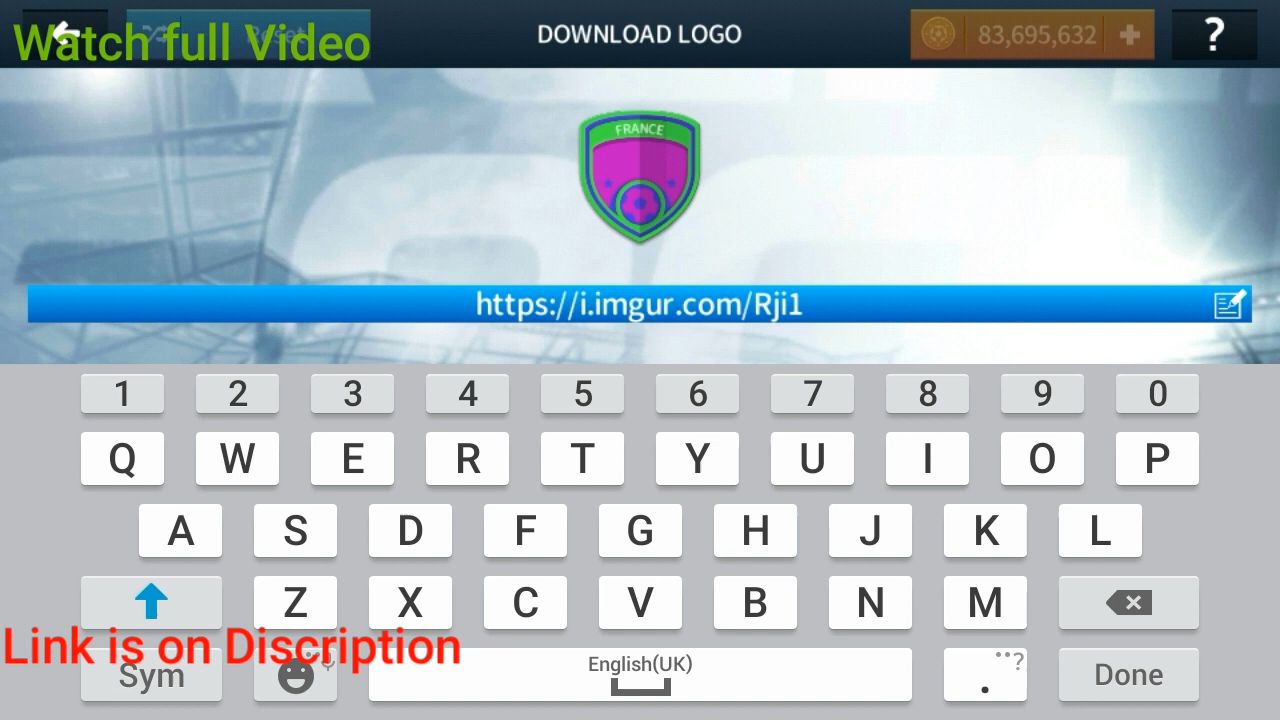 Watch full Video
Reset
DOWNLOAD LOGO
83,695,632 +
?
FRANCE
https://i.imgur.com/Rji1
1 2 3 4 5 6 7 8 9 0
Q W E R T Y U I O P
A S D F G H J K L
Z X C V B N M
Link is on Discription
Sym
English(UK)
. ?
Done